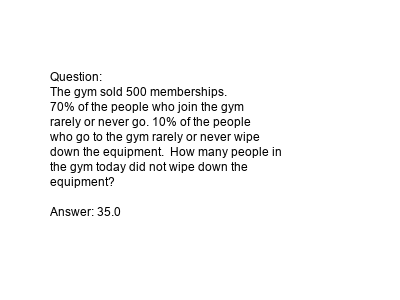 Question:
The gym sold 500 memberships.
70% of the people who join the gym
rarely or never go. 10% of the people
who go to the gym rarely or never wipe
down the equipment.  How many people in
the gym today did not wipe down the
equipment?
Answer: 35.0